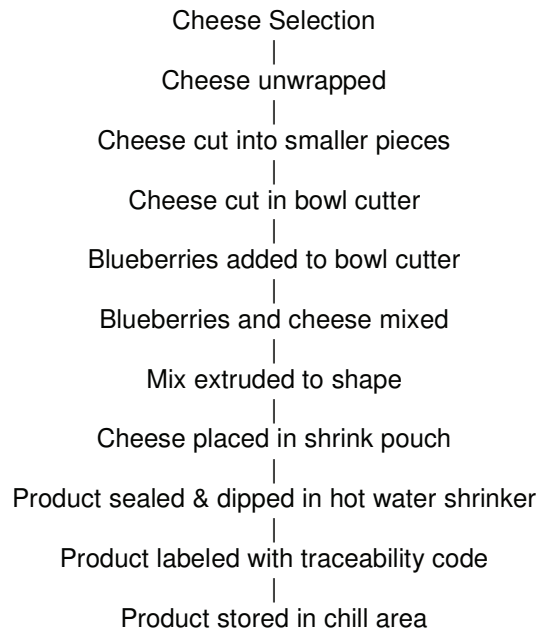 Cheese Selection
Cheese unwrapped
Cheese cut into smaller pieces
Cheese cut in bowl cutter
Blueberries added to bowl cutter
Blueberries and cheese mixed
Mix extruded to shape
Cheese placed in shrink pouch
Product sealed & dipped in hot water shrinker
Product labeled with traceability code
Product stored in chill area